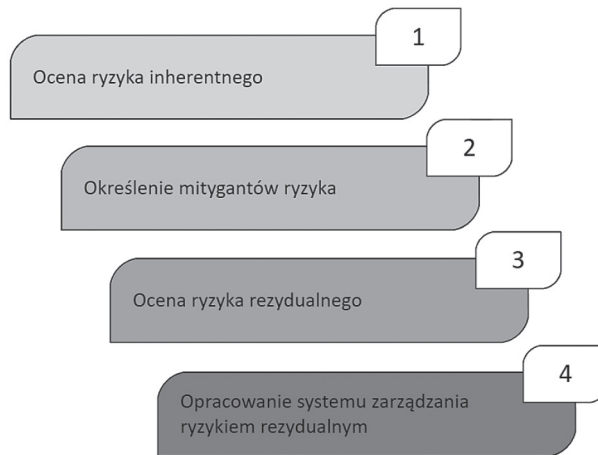 1
Ocena ryzyka inherentnego
2
Określenie mitygantów ryzyka
3
Ocena ryzyka rezydualnego
4
Opracowanie systemu zarządzania
ryzykiem rezydualnym